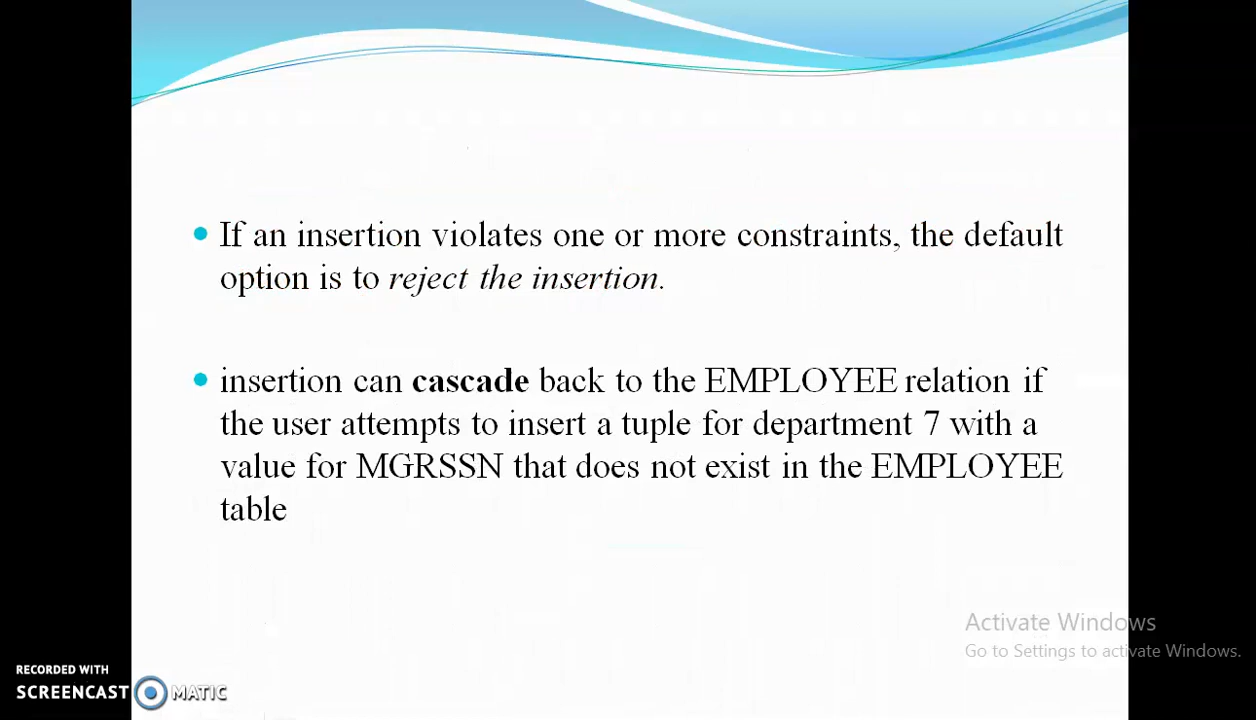 If an insertion violates one or more constraints, the default
option is to reject the insertion.
insertion can cascade back to the EMPLOYEE relation if
the user attempts to insert a tuple for department 7 with a
value for MGRSSN that does not exist in the EMPLOYEE
table
Activate Windows
Go to Settings to activate Windows.
RECORDED WITH
SCREENCAST MATIC